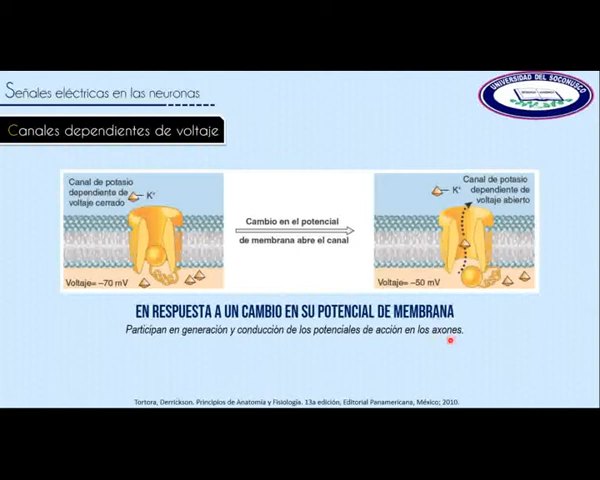 Señales eléctricas en las neuronas
UNIVERSIDAD DEL SOCONUSCO
Canales dependientes de voltaje
Canal de potasio
dependiente de
voltaje cerrado
K⁺
Voltaje= –70 mV
Cambio en el potencial
de membrana abre el canal
Canal de potasio
dependiente de
voltaje abierto
K⁺
Voltaje= –50 mV
EN RESPUESTA A UN CAMBIO EN SU POTENCIAL DE MEMBRANA
Participan en generación y conducción de los potenciales de acción en los axones.
Tortora, Derrickson. Principios de Anatomía y Fisiología. 13a edición, Editorial Panamericana, México; 2010.